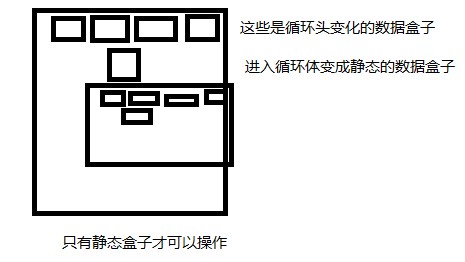 这些是循环头变化的数据盒子
进入循环体变成静态的数据盒子
只有静态盒子才可以操作